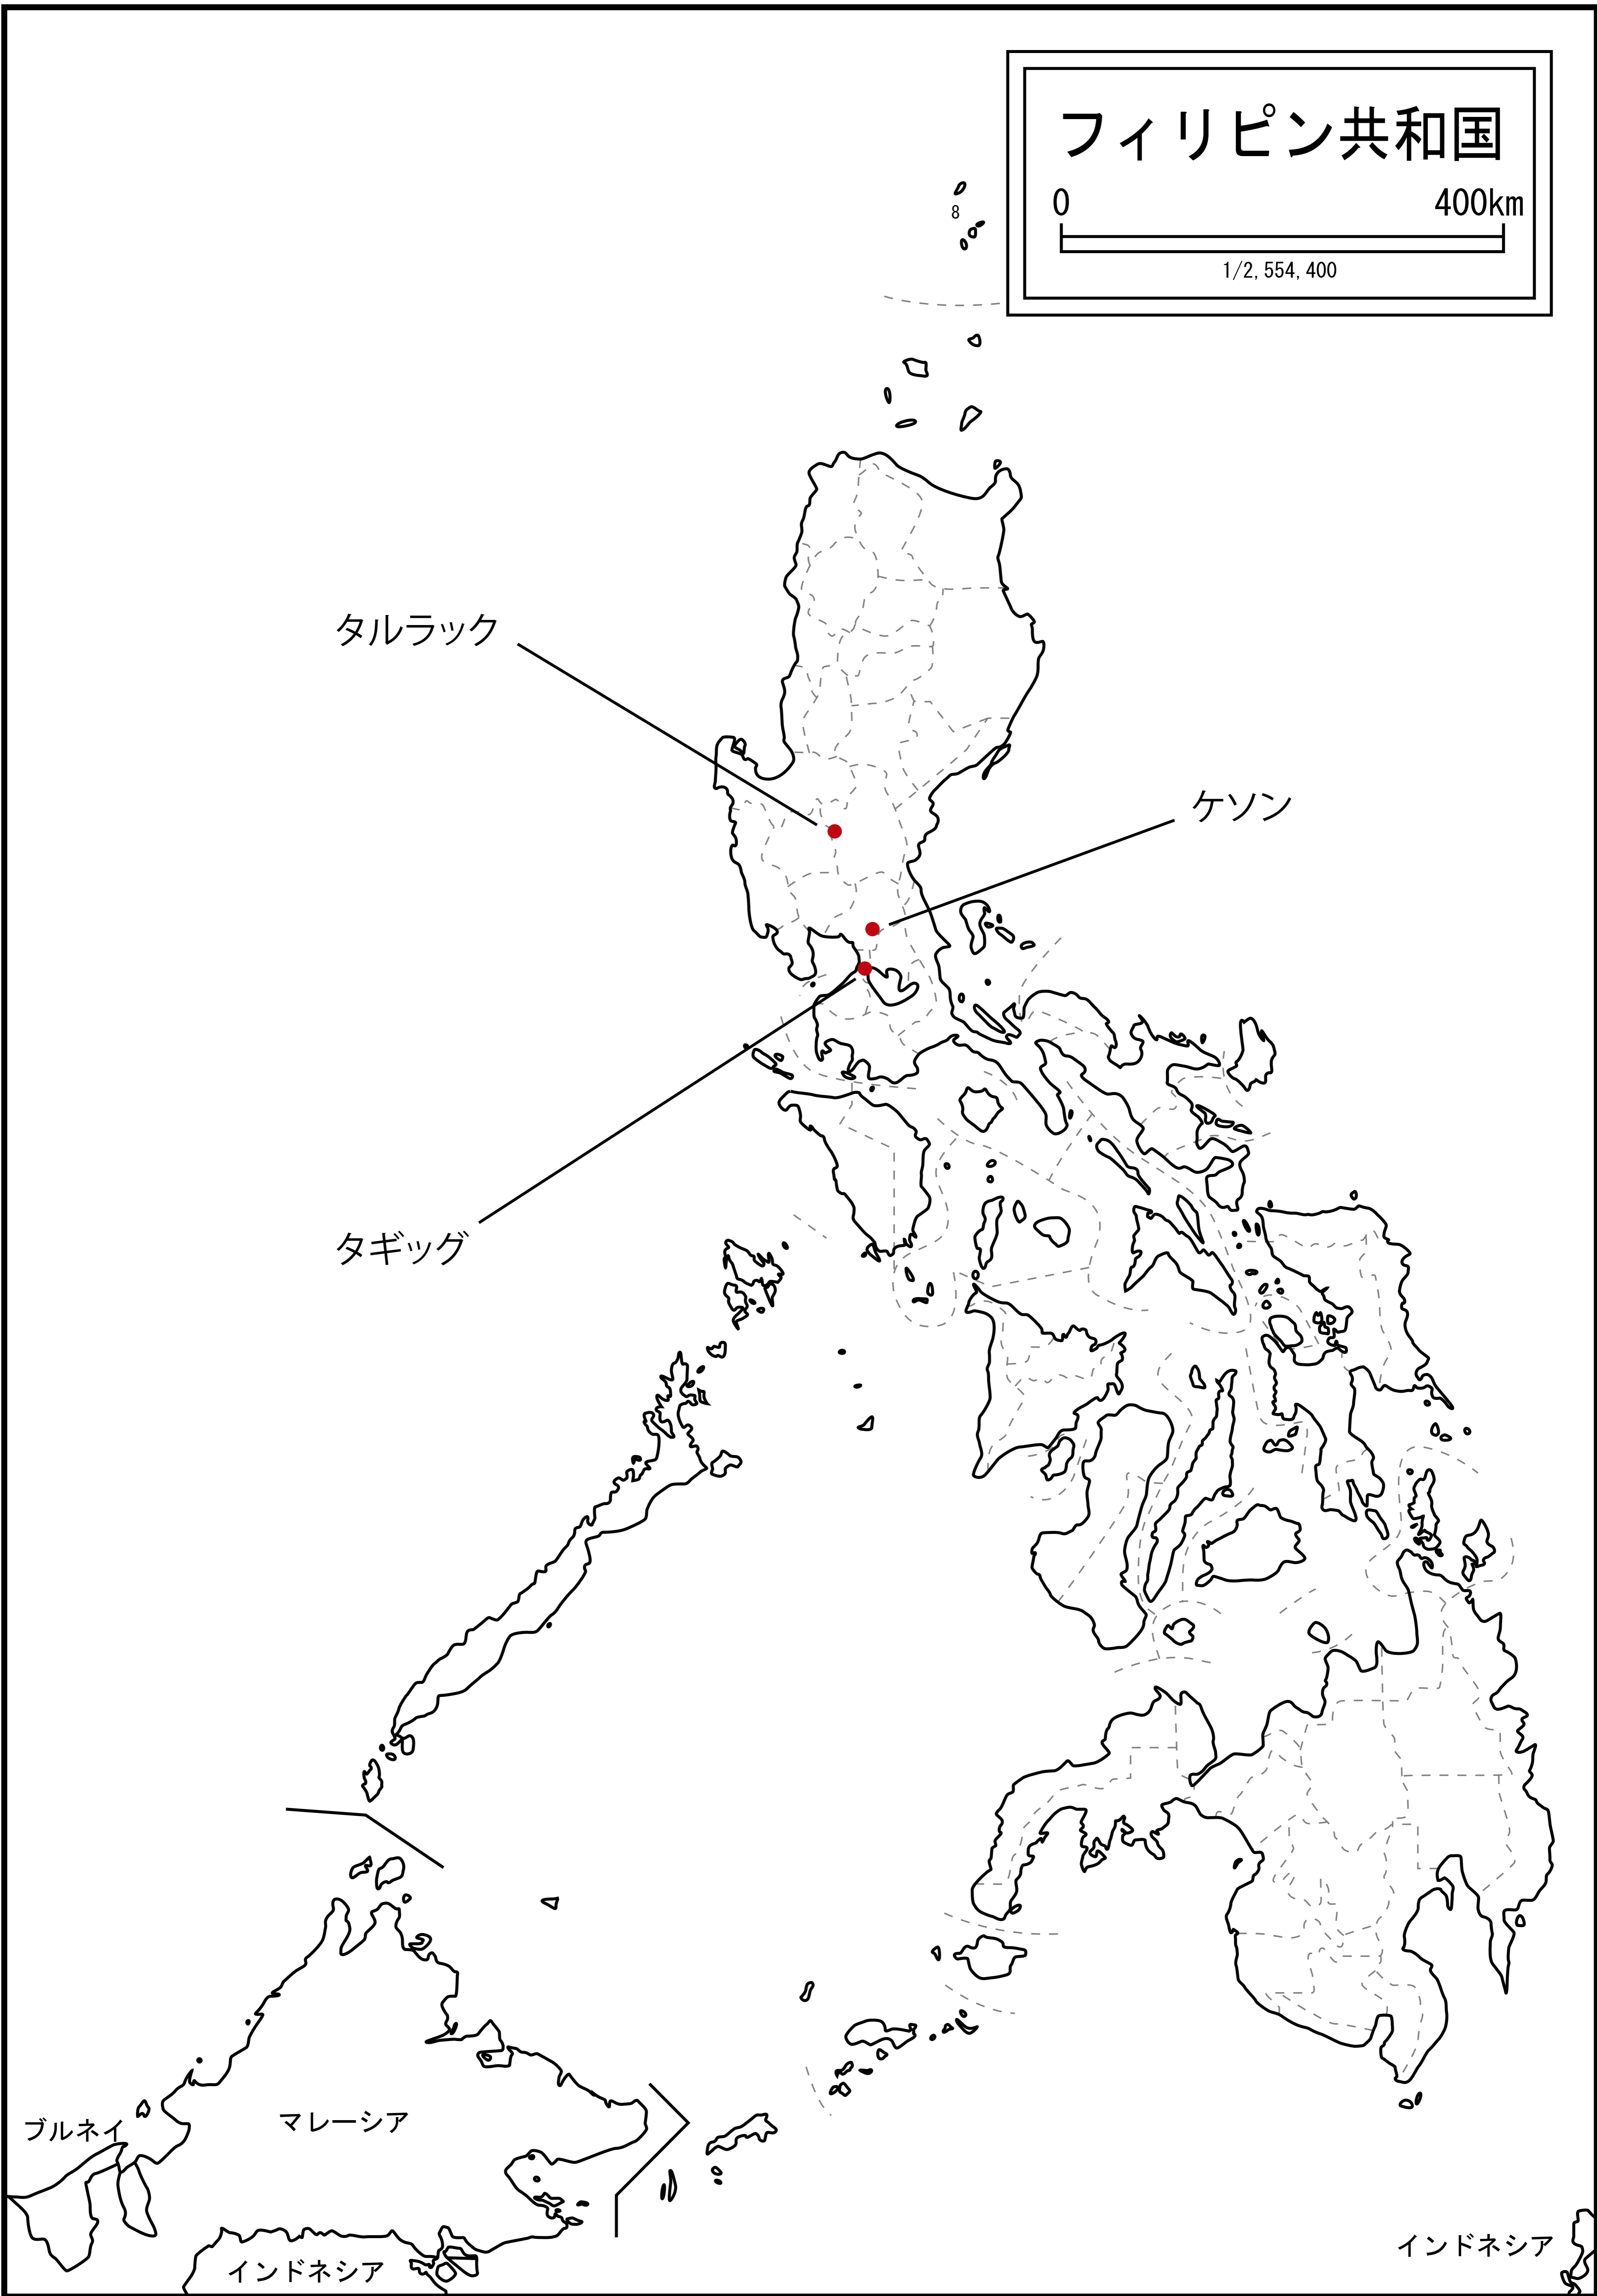 フィリピン共和国
0 400km
1/2,554,400
8
タルラック
ケソン
タギッグ
ブルネイ
マレーシア
インドネシア
インドネシア